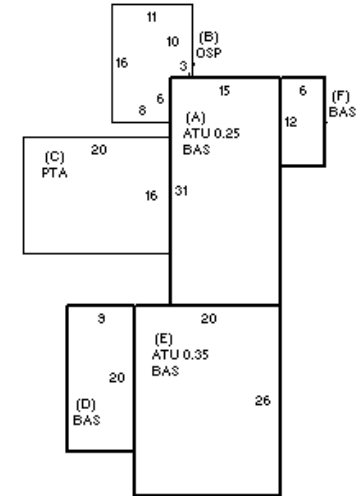 11
10
(B)
OSP
16
3
6
8
15
6
(F)
BAS
12
(A)
ATU 0.25
BAS
20
(C)
PTA
16
31
9
20
(E)
ATU 0.35
BAS
20
26
(D)
BAS